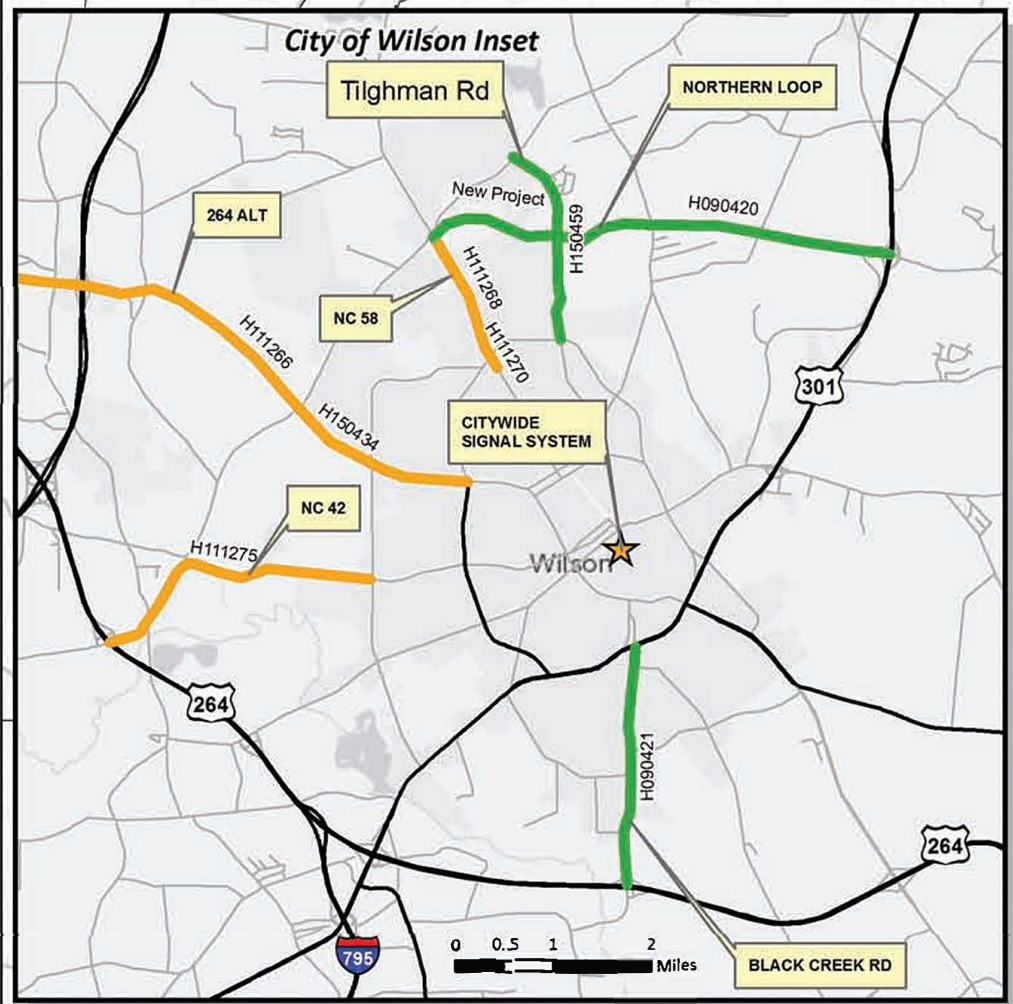 City of Wilson Inset
Tilghman Rd
NORTHERN LOOP
New Project
H090420
264 ALT
H150459
H111268
NC 58
H111270
H111266
301
H150434
CITYWIDE
SIGNAL SYSTEM
NC 42
H111275
Wilson
264
H090421
264
0 0.5 1 2
Miles
795
BLACK CREEK RD